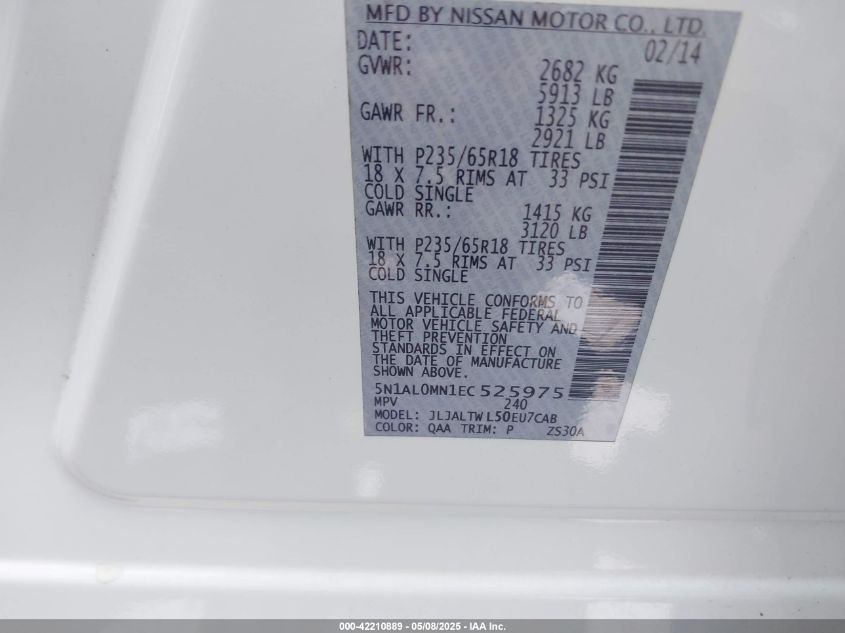 MFD BY NISSAN MOTOR CO., LTD.
DATE: 02/14
GVWR: 2682 KG
5913 LB
GAWR FR.: 1325 KG
2921 LB
WITH P235/65R18 TIRES
18 X 7.5 RIMS AT 33 PSI
COLD SINGLE
GAWR RR.: 1415 KG
3120 LB
WITH P235/65R18 TIRES
18 X 7.5 RIMS AT 33 PSI
COLD SINGLE
THIS VEHICLE CONFORMS TO
ALL APPLICABLE FEDERAL
MOTOR VEHICLE SAFETY AND
THEFT PREVENTION
STANDARDS IN EFFECT ON
THE DATE OF MANUFACTURE
SHOWN ABOVE.
5N1AL0MN1EC525975
MPV 240
MODEL: JLJALTWL50EU7CAB
COLOR: QAA TRIM: P ZS30A
000-42210889 - 05/08/2025 - IAA Inc.